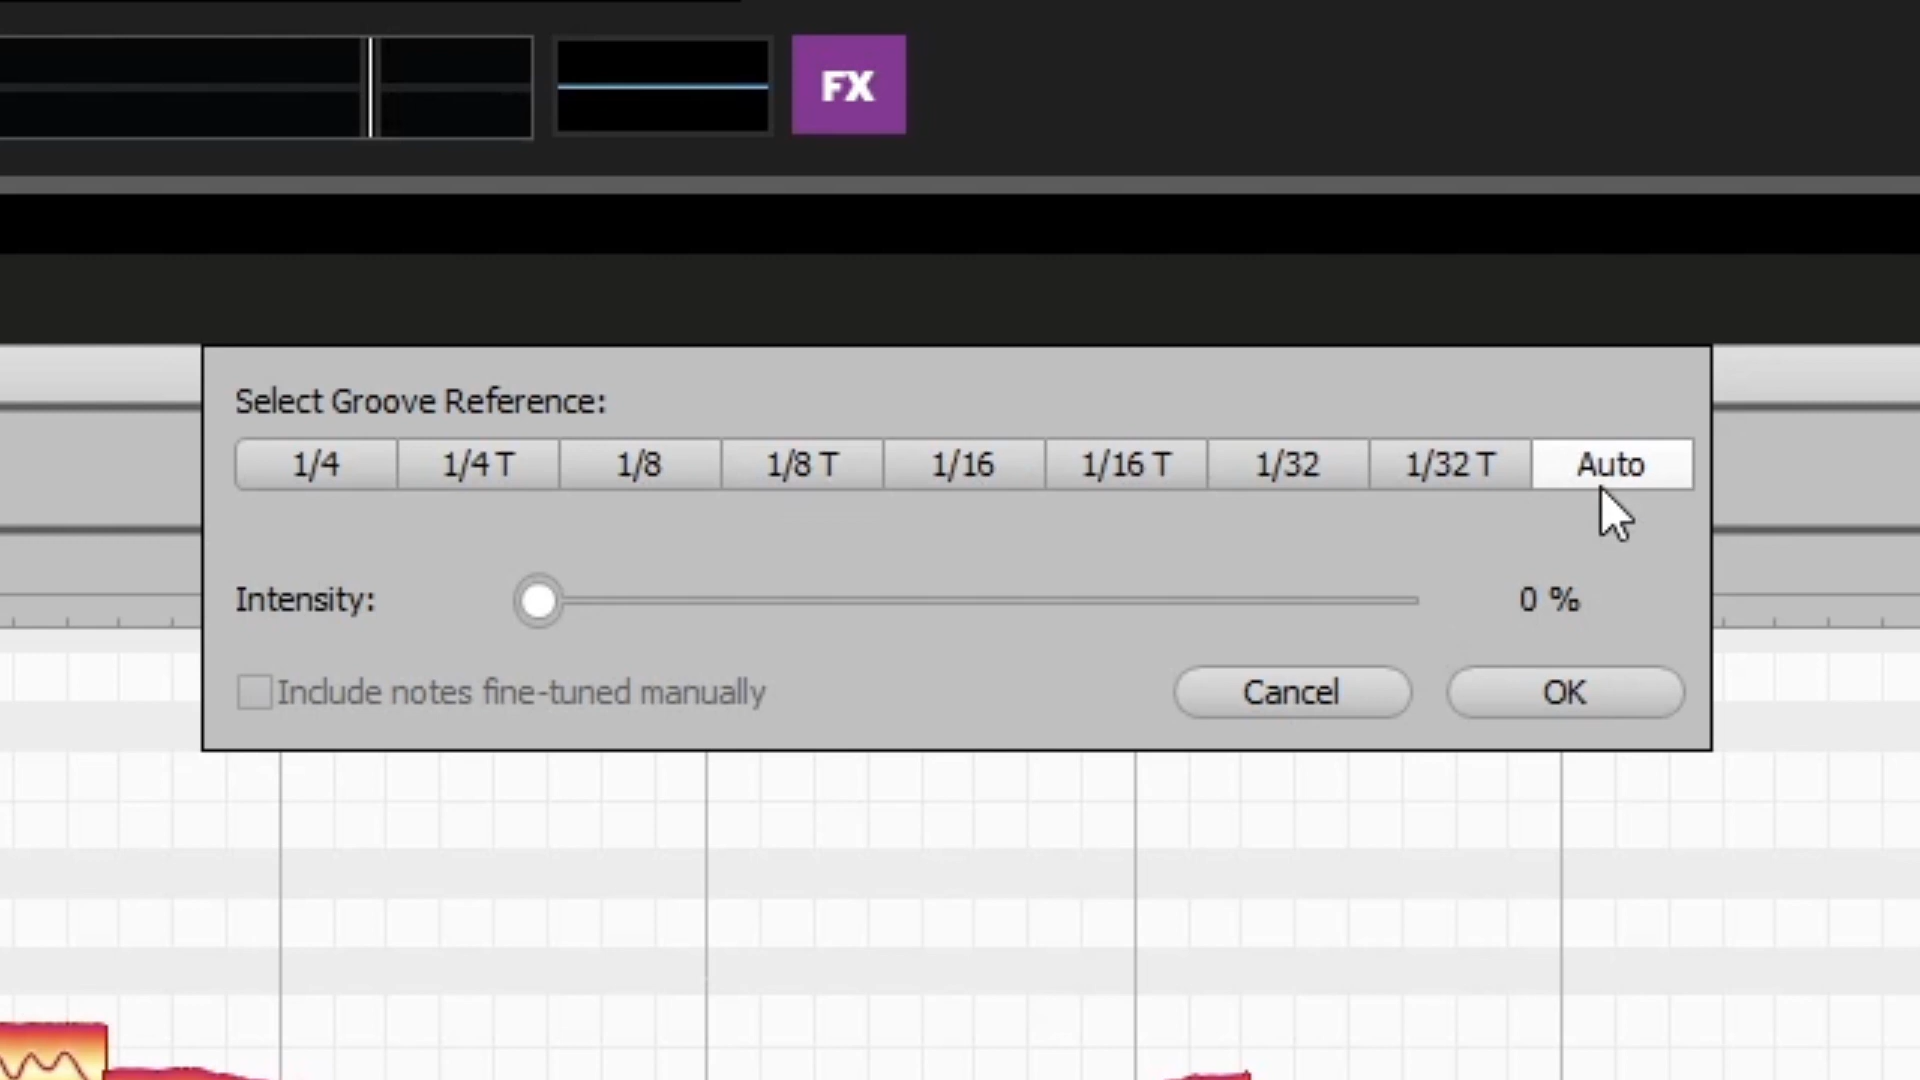 FX
Select Groove Reference:
1/4 1/4 T 1/8 1/8 T 1/16 1/16 T 1/32 1/32 T Auto
Intensity: 0 %
Include notes fine-tuned manually Cancel OK